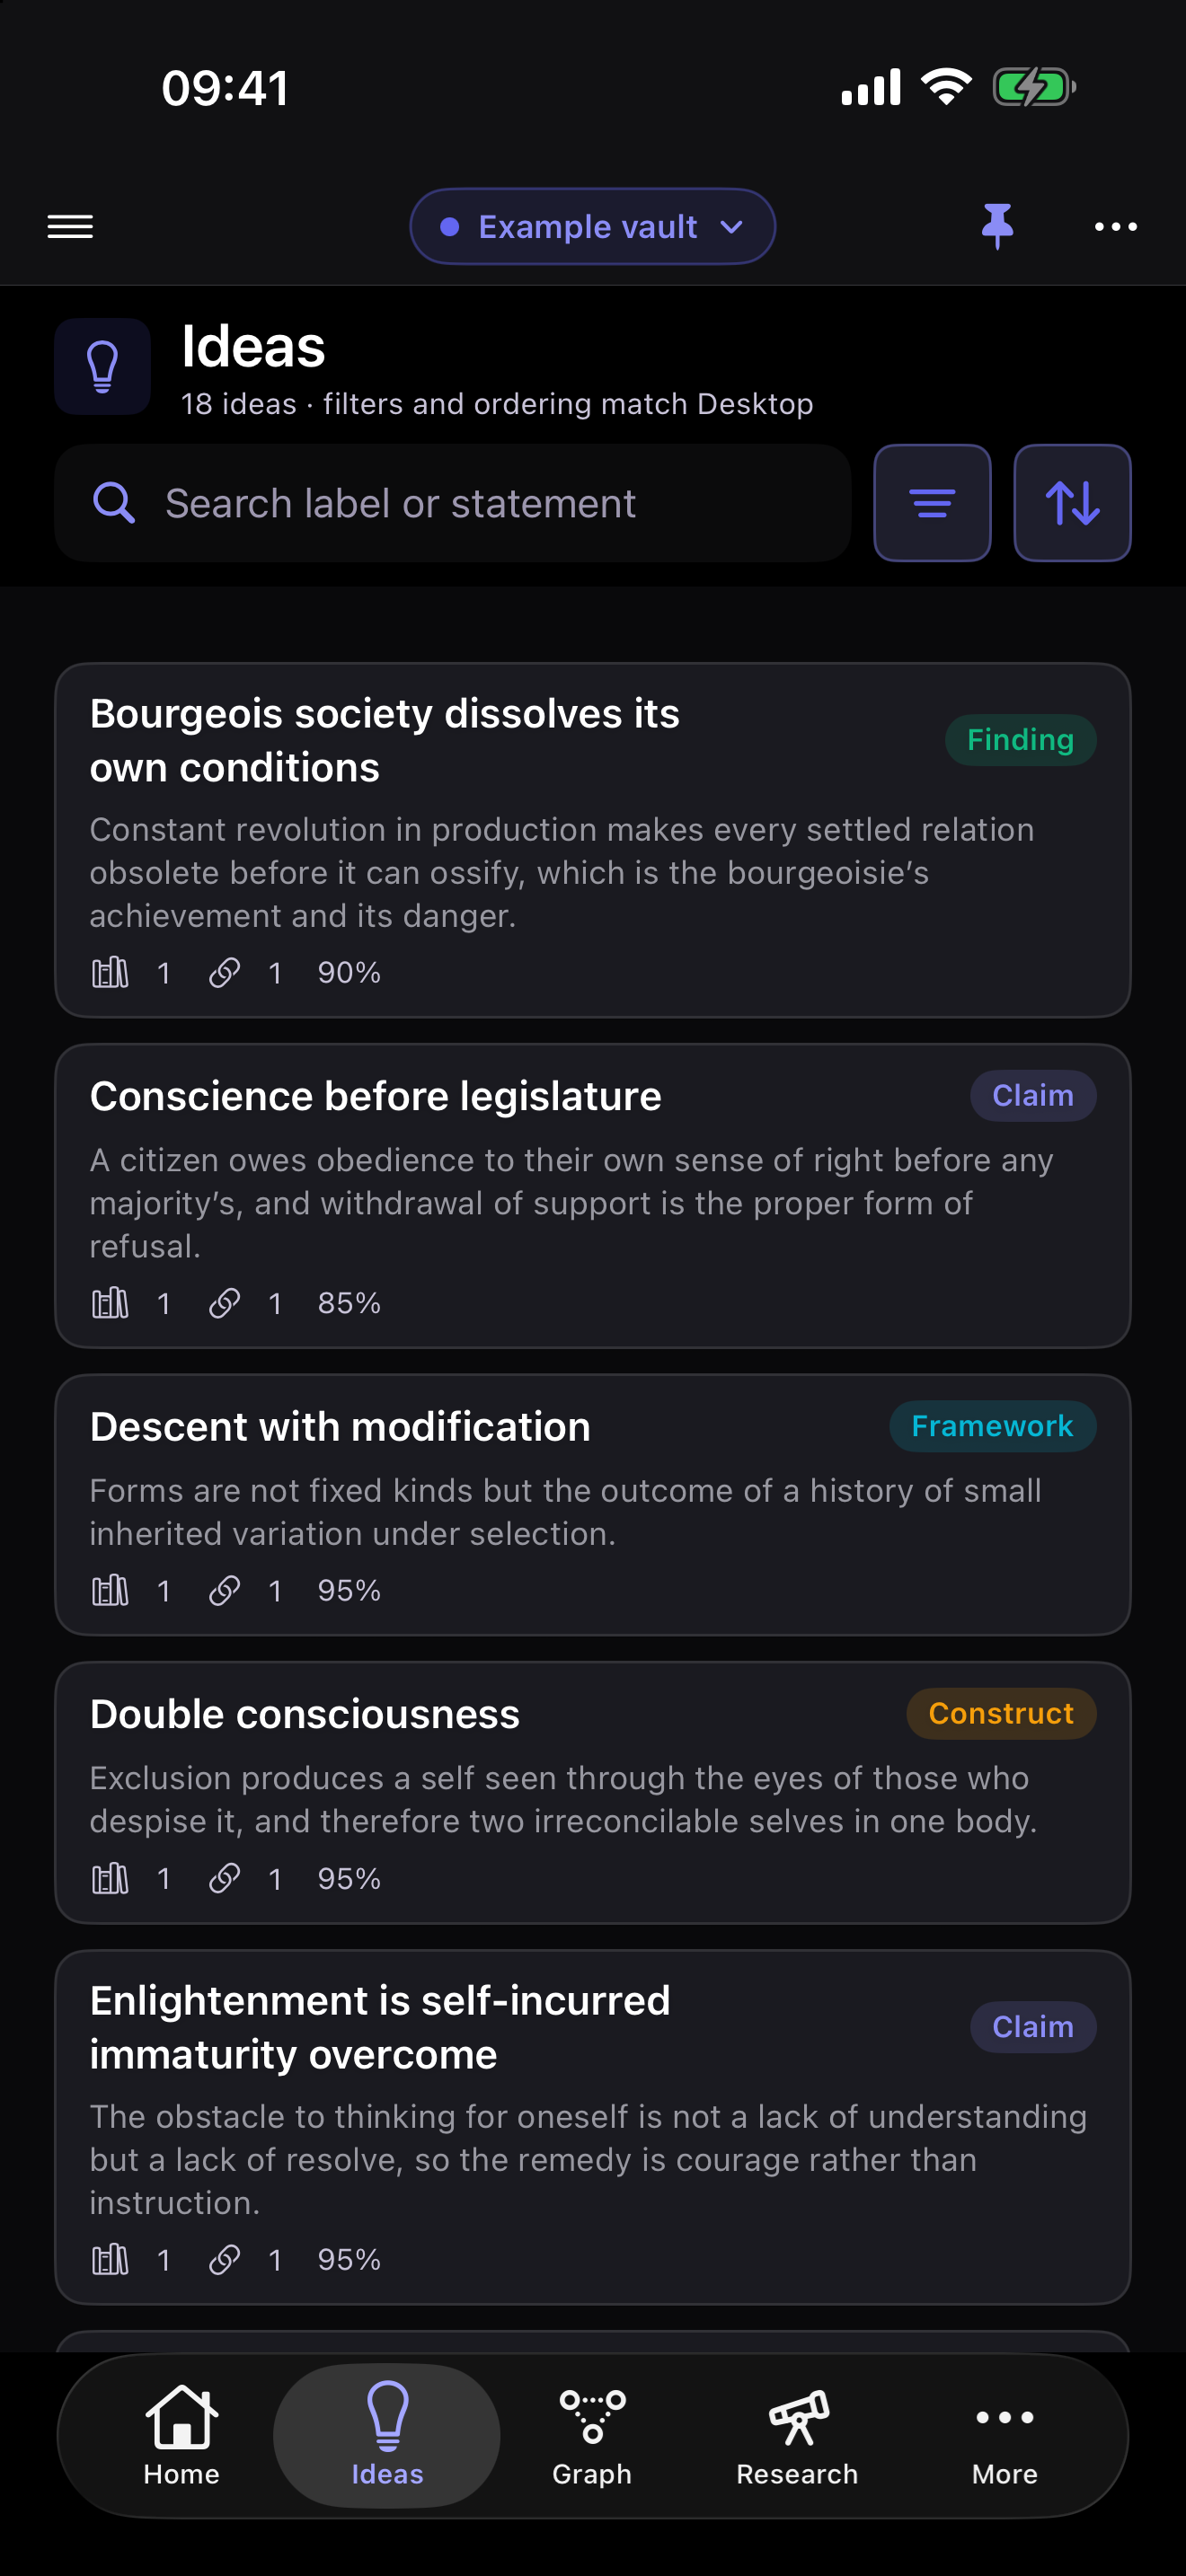 09:41
Example vault
Ideas
18 ideas · filters and ordering match Desktop
Search label or statement
Bourgeois society dissolves its
own conditions
Finding
Constant revolution in production makes every settled relation
obsolete before it can ossify, which is the bourgeoisie’s
achievement and its danger.
1 1 90%
Conscience before legislature
Claim
A citizen owes obedience to their own sense of right before any
majority’s, and withdrawal of support is the proper form of
refusal.
1 1 85%
Descent with modification
Framework
Forms are not fixed kinds but the outcome of a history of small
inherited variation under selection.
1 1 95%
Double consciousness
Construct
Exclusion produces a self seen through the eyes of those who
despise it, and therefore two irreconcilable selves in one body.
1 1 95%
Enlightenment is self-incurred
immaturity overcome
Claim
The obstacle to thinking for oneself is not a lack of understanding
but a lack of resolve, so the remedy is courage rather than
instruction.
1 1 95%
Home Ideas Graph Research More